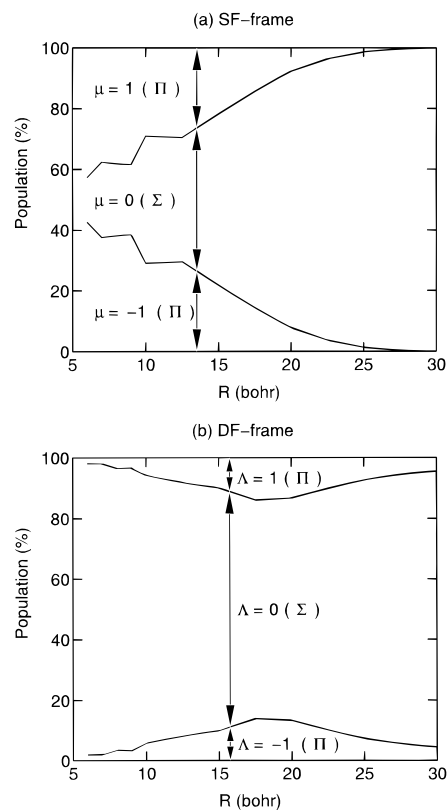 (a) SF-frame
100
80
60
40
20
0
Population (%)
μ = 1 ( Π )
μ = 0 ( Σ )
μ = -1 ( Π )
5 10 15 20 25 30
R (bohr)
(b) DF-frame
100
80
60
40
20
0
Population (%)
Λ = 1 ( Π )
Λ = 0 ( Σ )
Λ = -1 ( Π )
5 10 15 20 25 30
R (bohr)